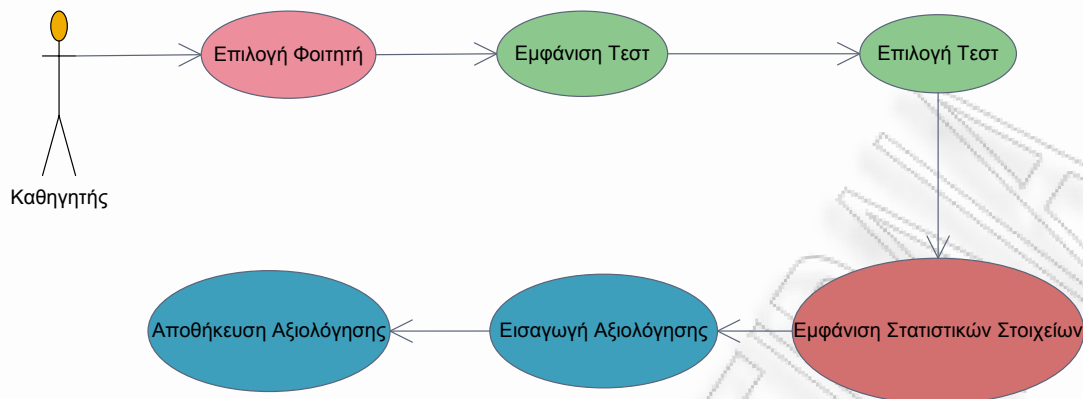 Επιλογή Φοιτητή
Εμφάνιση Τεστ
Επιλογή Τεστ
Καθηγητής
Εμφάνιση Στατιστικών Στοιχείων
Εισαγωγή Αξιολόγησης
Αποθήκευση Αξιολόγησης